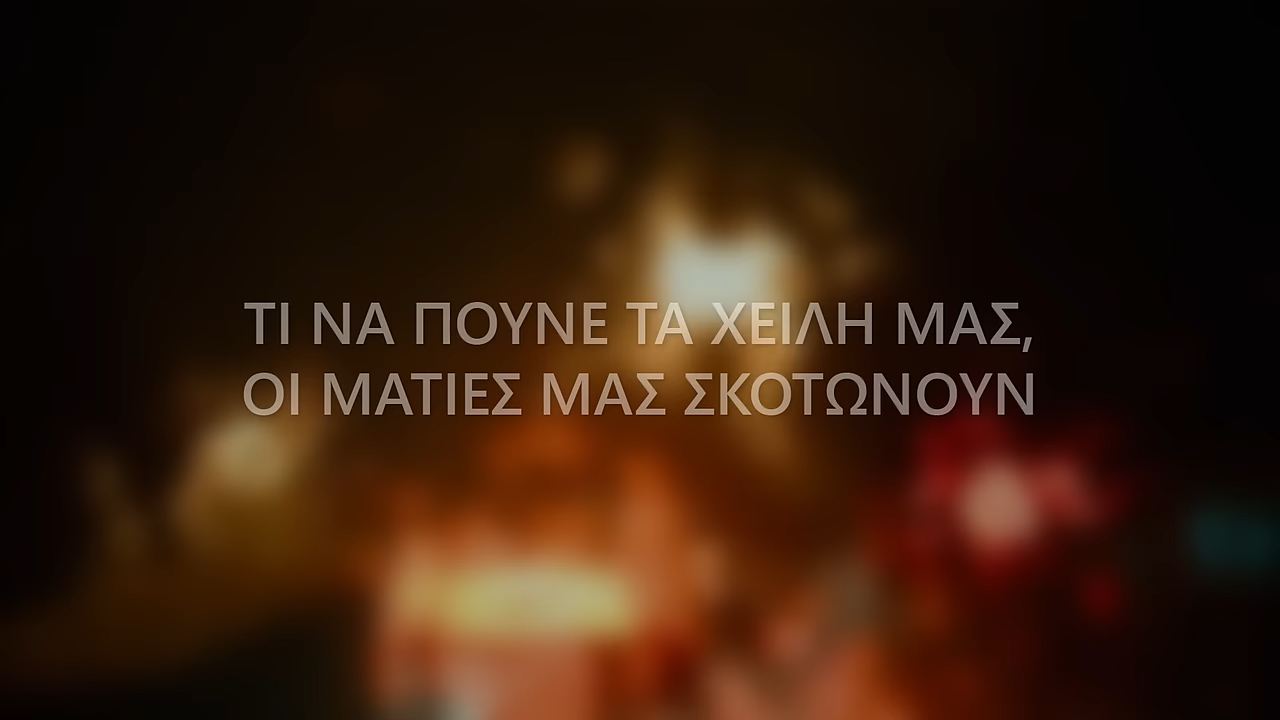 ΤΙ ΝΑ ΠΟΥΝΕ ΤΑ ΧΕΙΛΗ ΜΑΣ,
ΟΙ ΜΑΤΙΕΣ ΜΑΣ ΣΚΟΤΩΝΟΥΝ